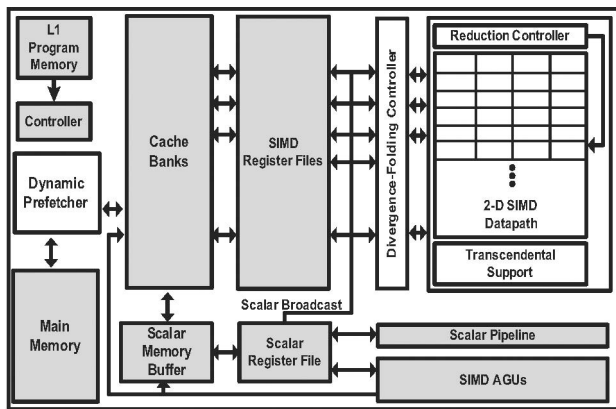 L1
Program
Memory
Controller
Dynamic
Prefetcher
Main
Memory
Cache
Banks
SIMD
Register Files
Divergence-Folding Controller
Reduction Controller
2-D SIMD
Datapath
Transcendental
Support
Scalar Broadcast
Scalar
Memory
Buffer
Scalar
Register File
Scalar Pipeline
SIMD AGUs